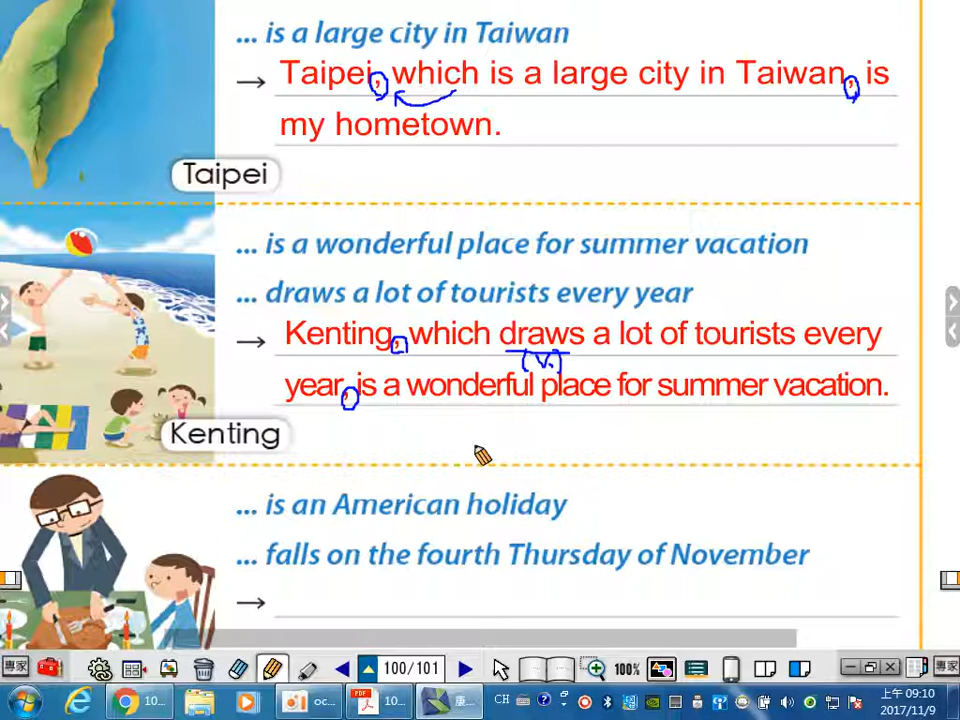 ... is a large city in Taiwan
→ Taipei, which is a large city in Taiwan, is
my hometown.
Taipei
... is a wonderful place for summer vacation
... draws a lot of tourists every year
→ Kenting, which draws a lot of tourists every
(v.)
year, is a wonderful place for summer vacation.
Kenting
... is an American holiday
... falls on the fourth Thursday of November
→
專家 100/101 100% 專家
10... oc... 10... CH 上午 09:10
2017/11/9